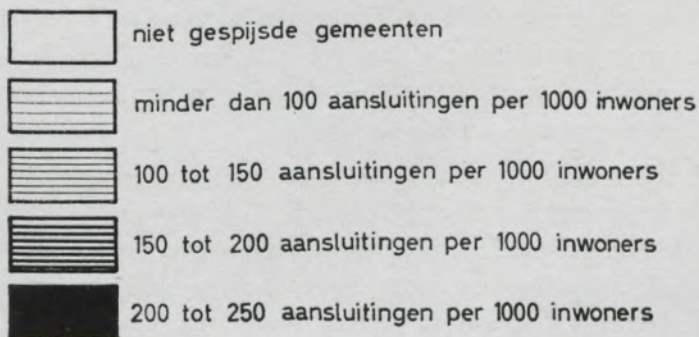 niet gespijsde gemeenten
minder dan 100 aansluitingen per 1000 inwoners
100 tot 150 aansluitingen per 1000 inwoners
150 tot 200 aansluitingen per 1000 inwoners
200 tot 250 aansluitingen per 1000 inwoners